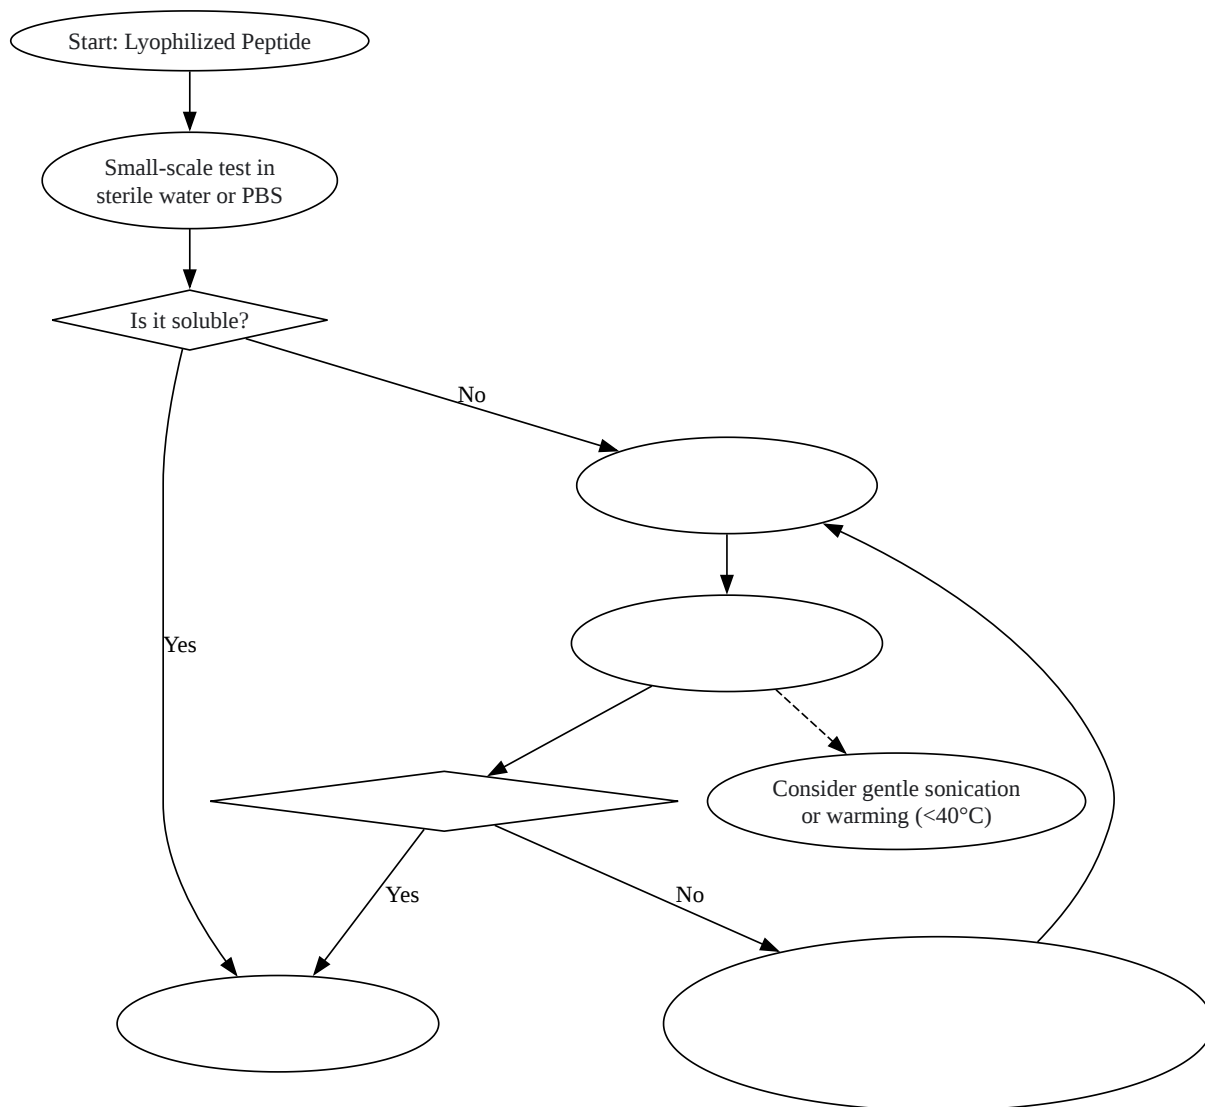 Start: Lyophilized Peptide
Small-scale test in
sterile water or PBS
Is it soluble?
No
Yes
Consider gentle sonication
or warming (<40°C)
Yes
No